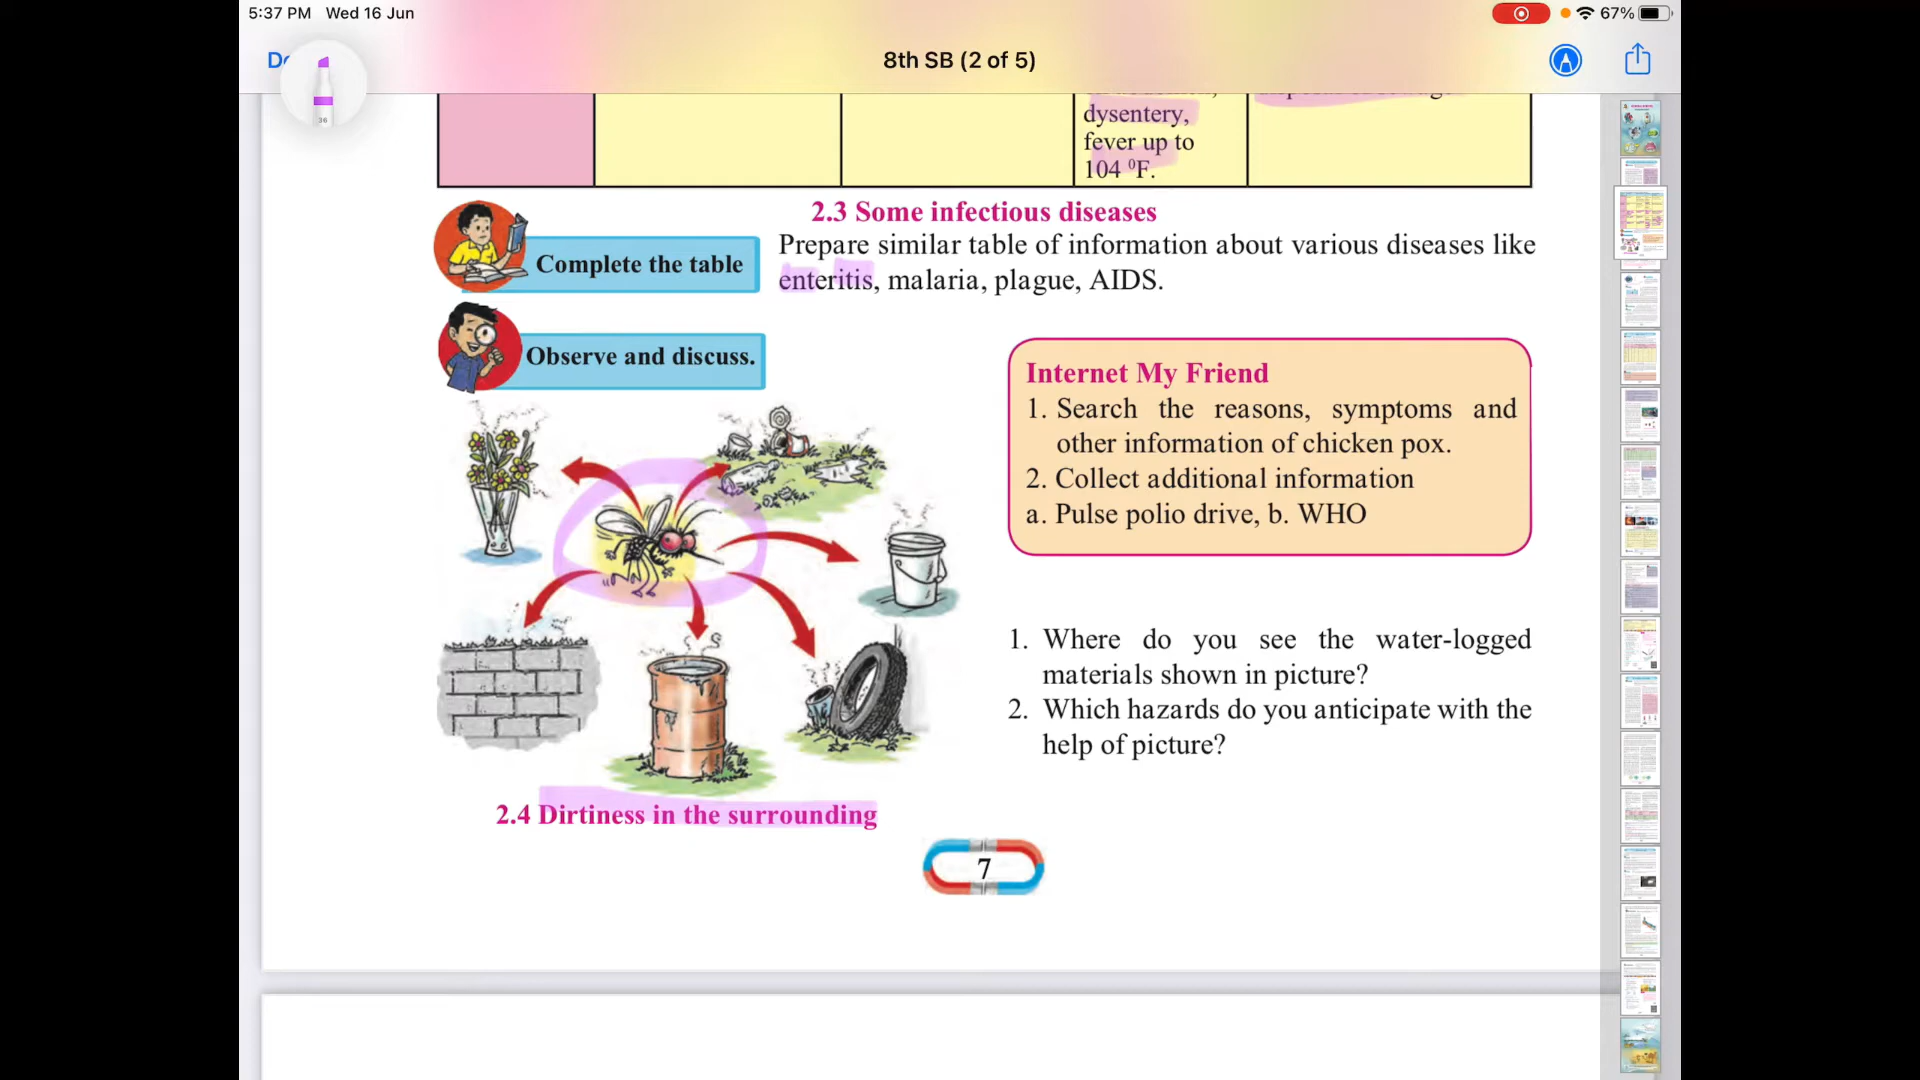 5:37 PM Wed 16 Jun
67%
8th SB (2 of 5)
36
dysentery,
fever up to
104 ⁰F.
2.3 Some infectious diseases
Complete the table
Prepare similar table of information about various diseases like
enteritis, malaria, plague, AIDS.
Observe and discuss.
Internet My Friend
1. Search the reasons, symptoms and
other information of chicken pox.
2. Collect additional information
a. Pulse polio drive, b. WHO
1. Where do you see the water-logged
materials shown in picture?
2. Which hazards do you anticipate with the
help of picture?
2.4 Dirtiness in the surrounding
7